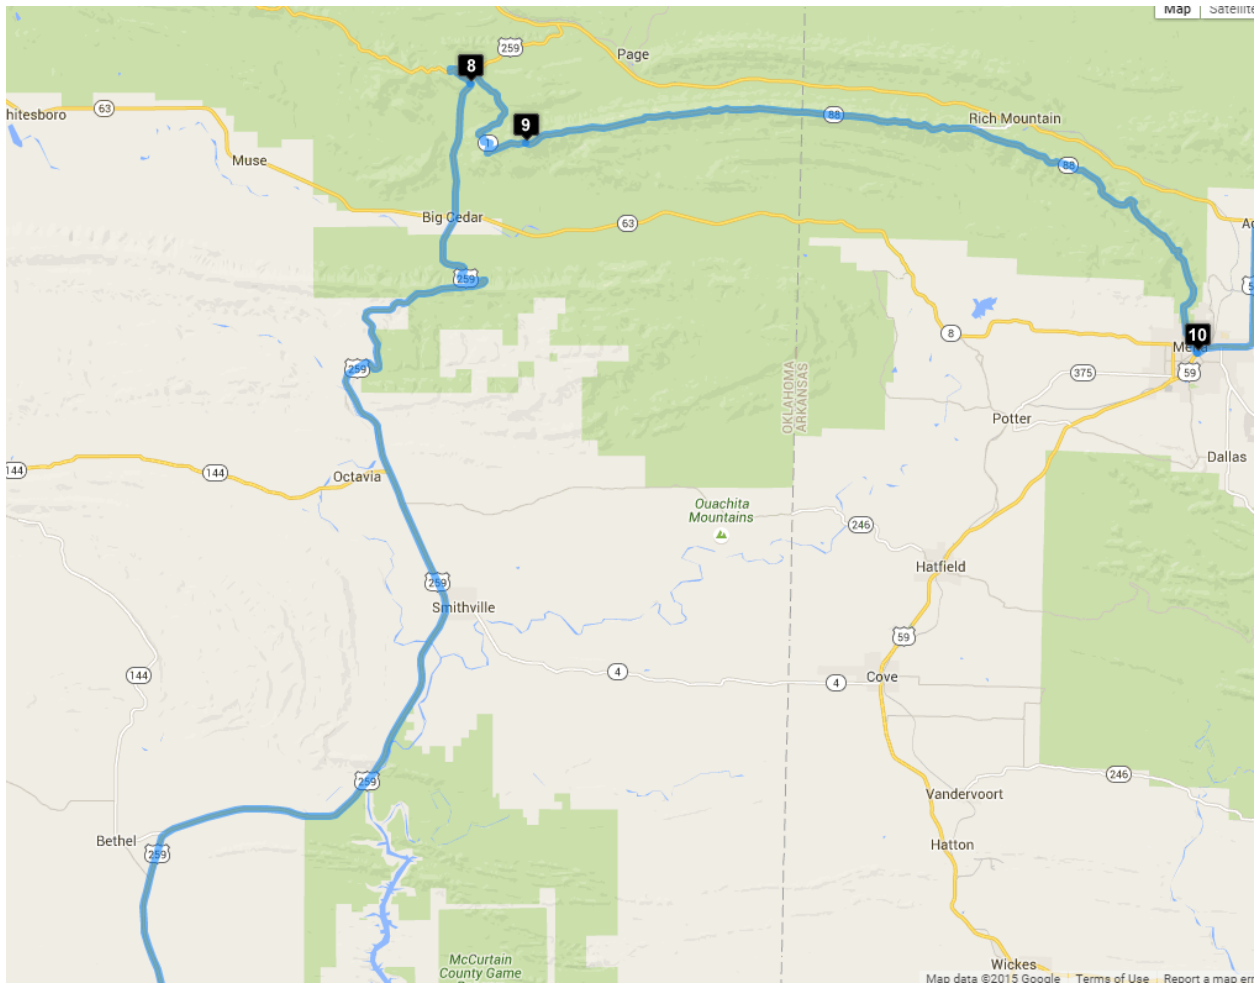 Map Satellite
259
Page
8
63
hitesboro
9
88
Rich Mountain
1
Muse
88
Big Cedar
63
259
8
10
259
375
59
Potter
OKLAHOMA
ARKANSAS
Dallas
144
144
Octavia
Ouachita
Mountains
246
Hatfield
259
Smithville
59
4
4
Cove
144
259
246
Vandervoort
Bethel
259
Hatton
McCurtain
County Game
Wickes
Map data ©2015 Google Terms of Use Report a map err